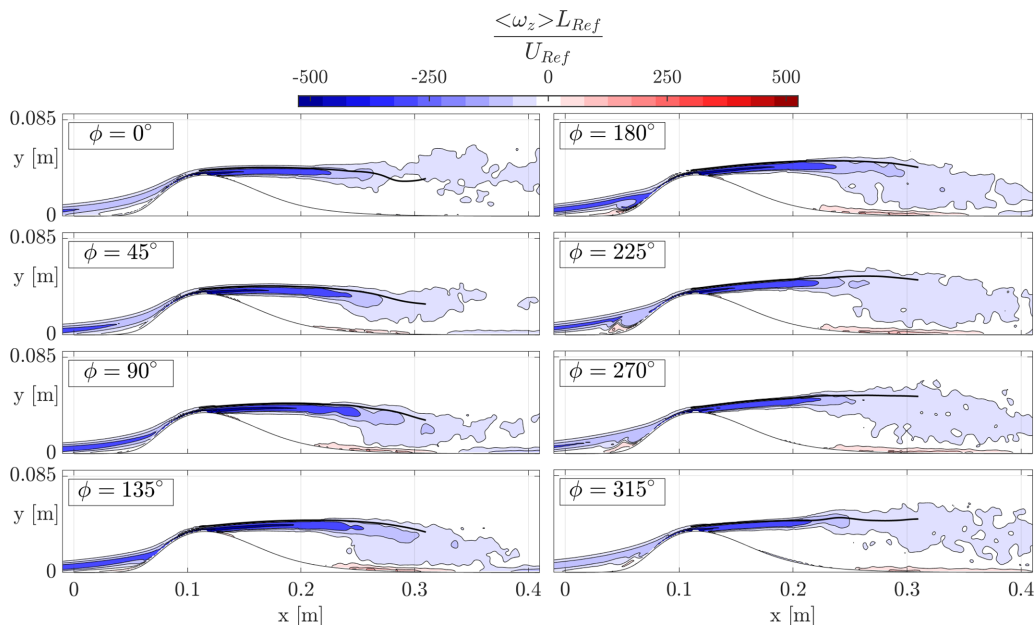 <ω_z>L_Ref
U_Ref
-500 -250 0 250 500
0.085 ϕ = 0° ϕ = 180°
y [m]
0
0.085 ϕ = 45° ϕ = 225°
y [m]
0
0.085 ϕ = 90° ϕ = 270°
y [m]
0
0.085 ϕ = 135° ϕ = 315°
y [m]
0
0 0.1 0.2 0.3 0.4 0 0.1 0.2 0.3 0.4
x [m] x [m]